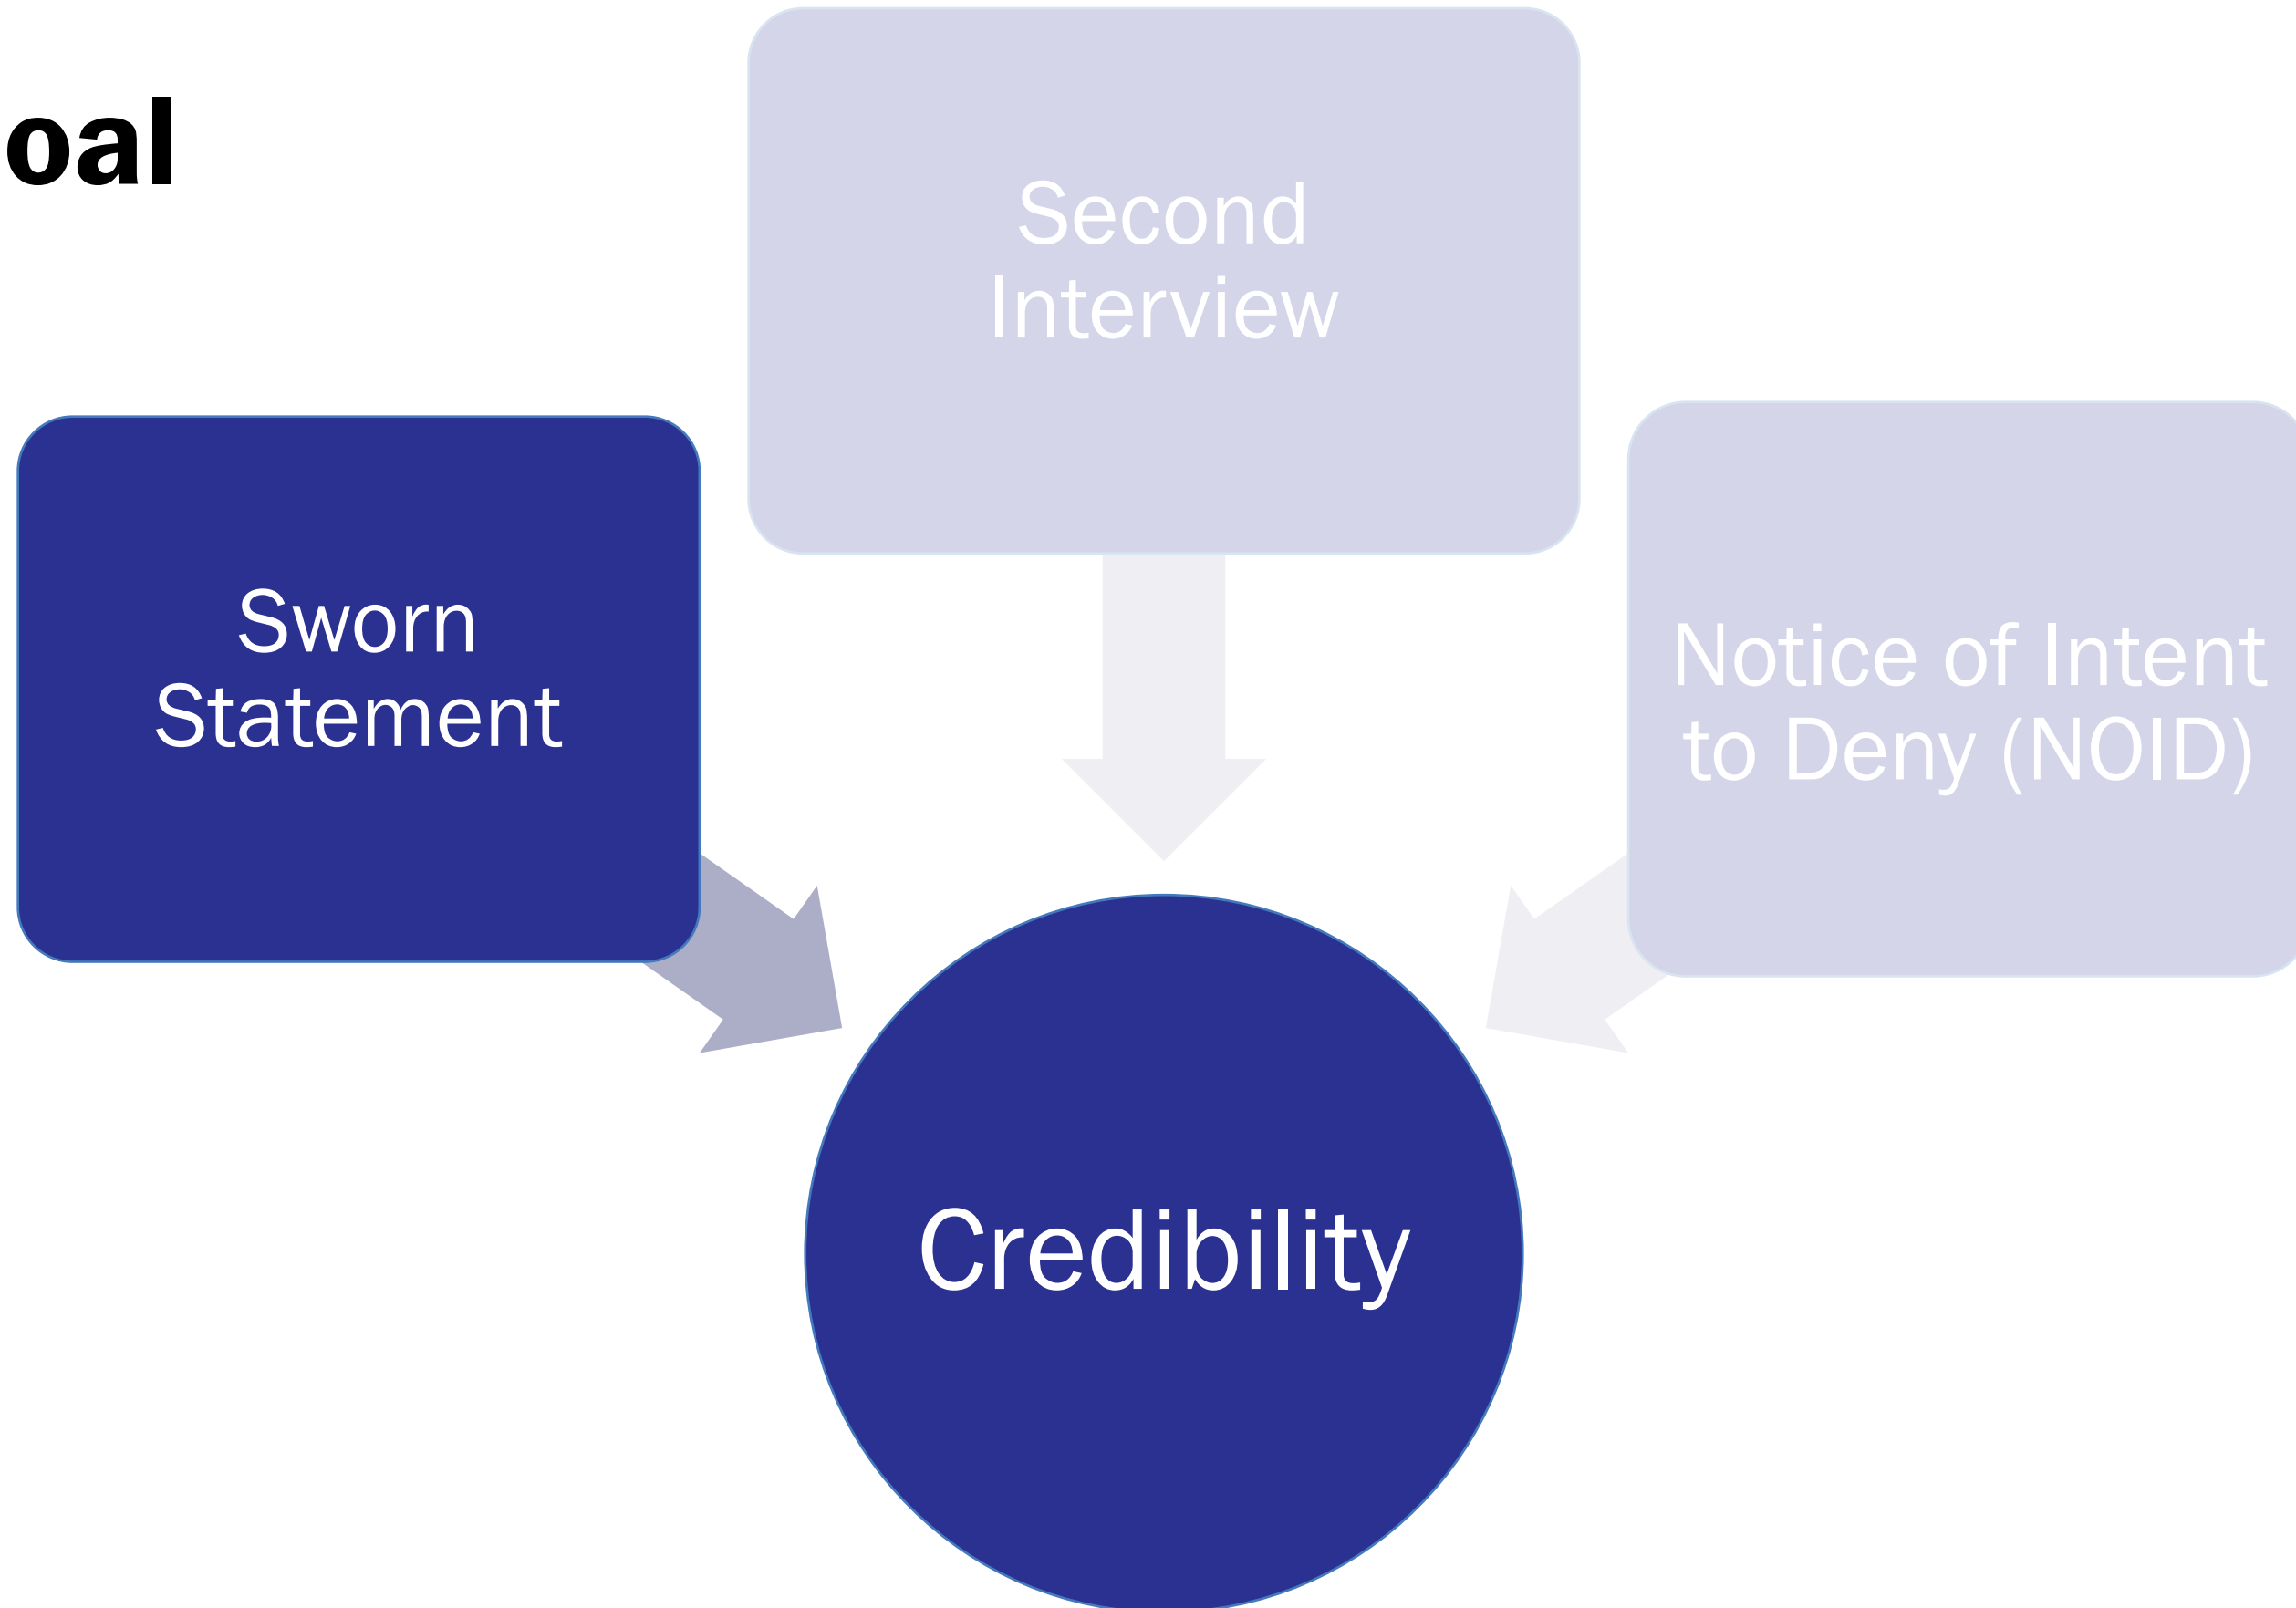 oal
Second
Interview
Sworn
Statement
Notice of Intent
to Deny (NOID)
Credibility